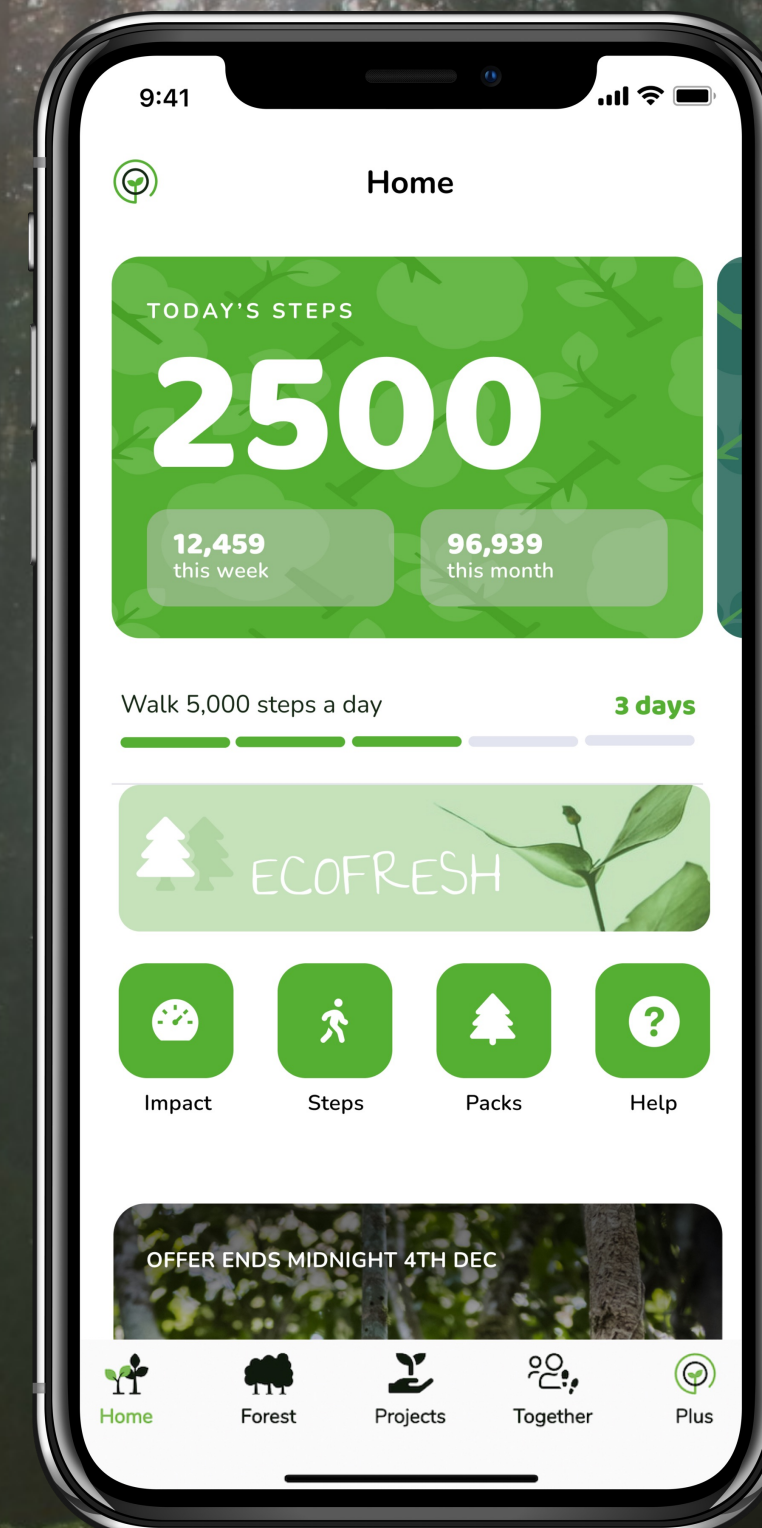 9:41
Home
TODAY'S STEPS
2500
12,459
this week
96,939
this month
Walk 5,000 steps a day
3 days
ECOFRESH
Impact
Steps
Packs
?
Help
OFFER ENDS MIDNIGHT 4TH DEC
Home
Forest
Projects
Together
Plus